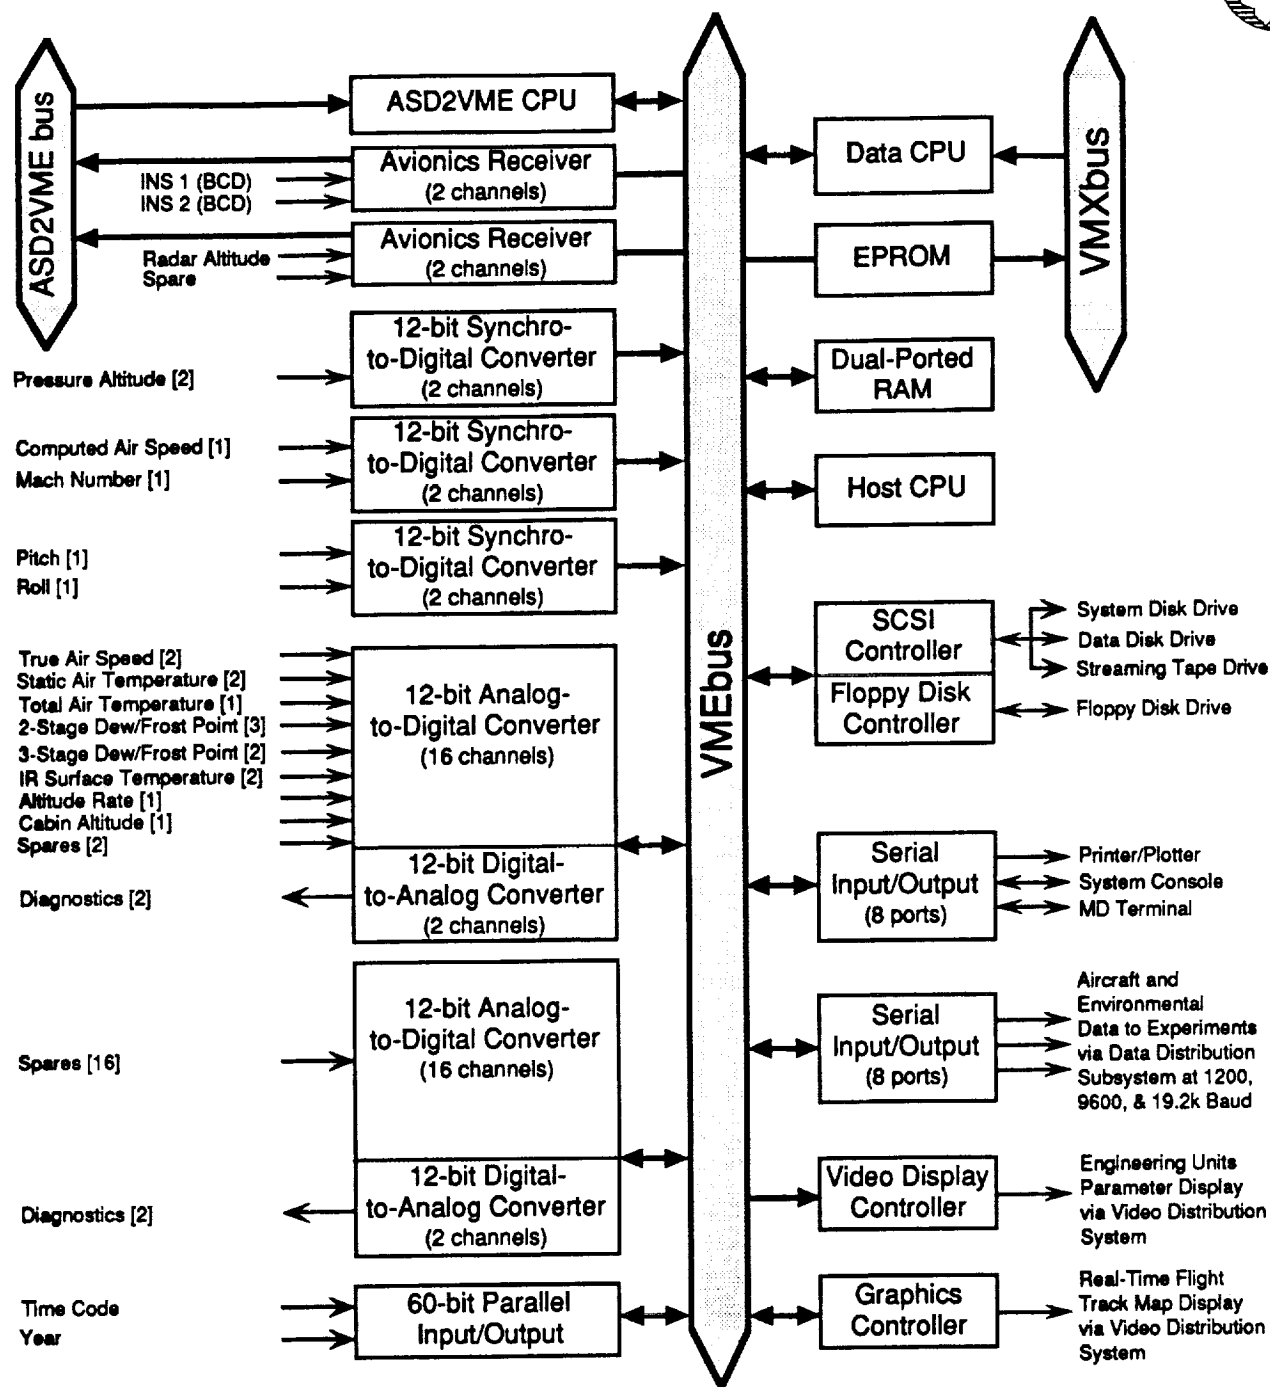 ASD2VME bus
ASD2VME CPU
Avionics Receiver
(2 channels)
INS 1 (BCD)
INS 2 (BCD)
Avionics Receiver
(2 channels)
Radar Altitude
Spare
12-bit Synchro-
to-Digital Converter
(2 channels)
Pressure Altitude [2]
12-bit Synchro-
to-Digital Converter
(2 channels)
Computed Air Speed [1]
Mach Number [1]
12-bit Synchro-
to-Digital Converter
(2 channels)
Pitch [1]
Roll [1]
True Air Speed [2]
Static Air Temperature [2]
Total Air Temperature [1]
2-Stage Dew/Frost Point [3]
3-Stage Dew/Frost Point [2]
IR Surface Temperature [2]
Altitude Rate [1]
Cabin Altitude [1]
Spares [2]
12-bit Analog-
to-Digital Converter
(16 channels)
12-bit Digital-
to-Analog Converter
(2 channels)
Diagnostics [2]
12-bit Analog-
to-Digital Converter
(16 channels)
Spares [16]
12-bit Digital-
to-Analog Converter
(2 channels)
Diagnostics [2]
Time Code
Year
60-bit Parallel
Input/Output
VMEbus
Data CPU
EPROM
VMXbus
Dual-Ported
RAM
Host CPU
SCSI
Controller
Floppy Disk
Controller
System Disk Drive
Data Disk Drive
Streaming Tape Drive
Floppy Disk Drive
Serial
Input/Output
(8 ports)
Printer/Plotter
System Console
MD Terminal
Serial
Input/Output
(8 ports)
Aircraft and
Environmental
Data to Experiments
via Data Distribution
Subsystem at 1200,
9600, & 19.2k Baud
Video Display
Controller
Engineering Units
Parameter Display
via Video Distribution
System
Graphics
Controller
Real-Time Flight
Track Map Display
via Video Distribution
System